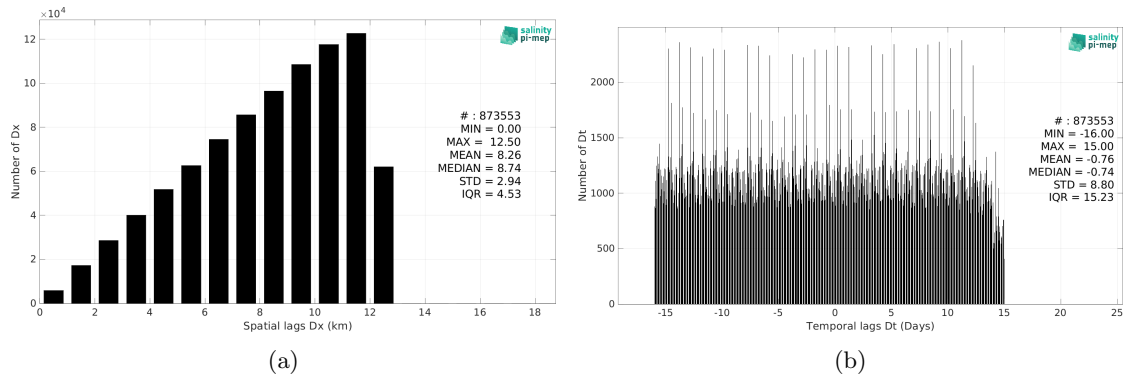 ×10⁴
12
10
8
6
4
2
0
0 2 4 6 8 10 12 14 16 18
Number of Dx
Spatial lags Dx (km)
salinity
pi-mep
# : 873553
MIN = 0.00
MAX = 12.50
MEAN = 8.26
MEDIAN = 8.74
STD = 2.94
IQR = 4.53
(a)
2500
2000
1500
1000
500
0
-15 -10 -5 0 5 10 15 20 25
Number of Dt
Temporal lags Dt (Days)
salinity
pi-mep
# : 873553
MIN = -16.00
MAX = 15.00
MEAN = -0.76
MEDIAN = -0.74
STD = 8.80
IQR = 15.23
(b)